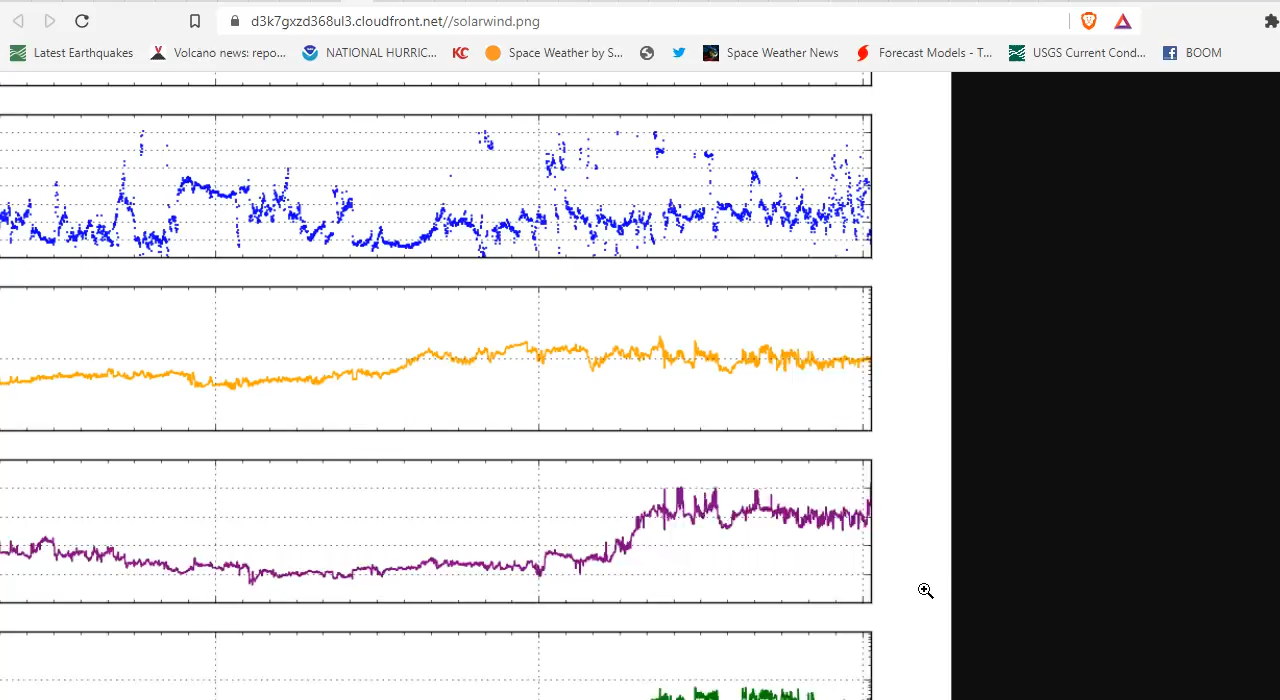 d3k7gxzd368ul3.cloudfront.net//solarwind.png
Latest Earthquakes Volcano news: repo... NATIONAL HURRIC... KC Space Weather by S... Space Weather News Forecast Models - T... USGS Current Cond... BOOM